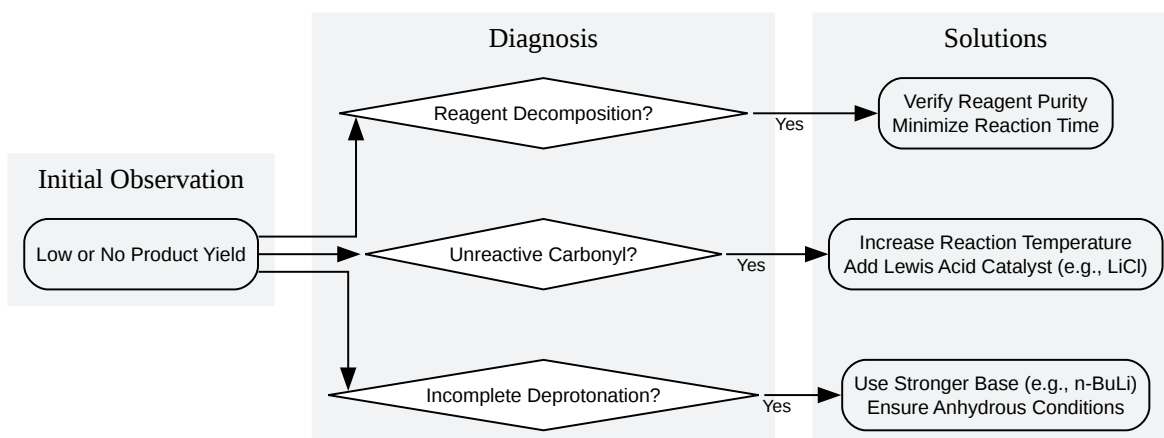 Initial Observation
Low or No Product Yield
Diagnosis
Reagent Decomposition?
Yes
Unreactive Carbonyl?
Yes
Incomplete Deprotonation?
Yes
Solutions
Verify Reagent Purity
Minimize Reaction Time
Increase Reaction Temperature
Add Lewis Acid Catalyst (e.g., LiCl)
Use Stronger Base (e.g., n-BuLi)
Ensure Anhydrous Conditions